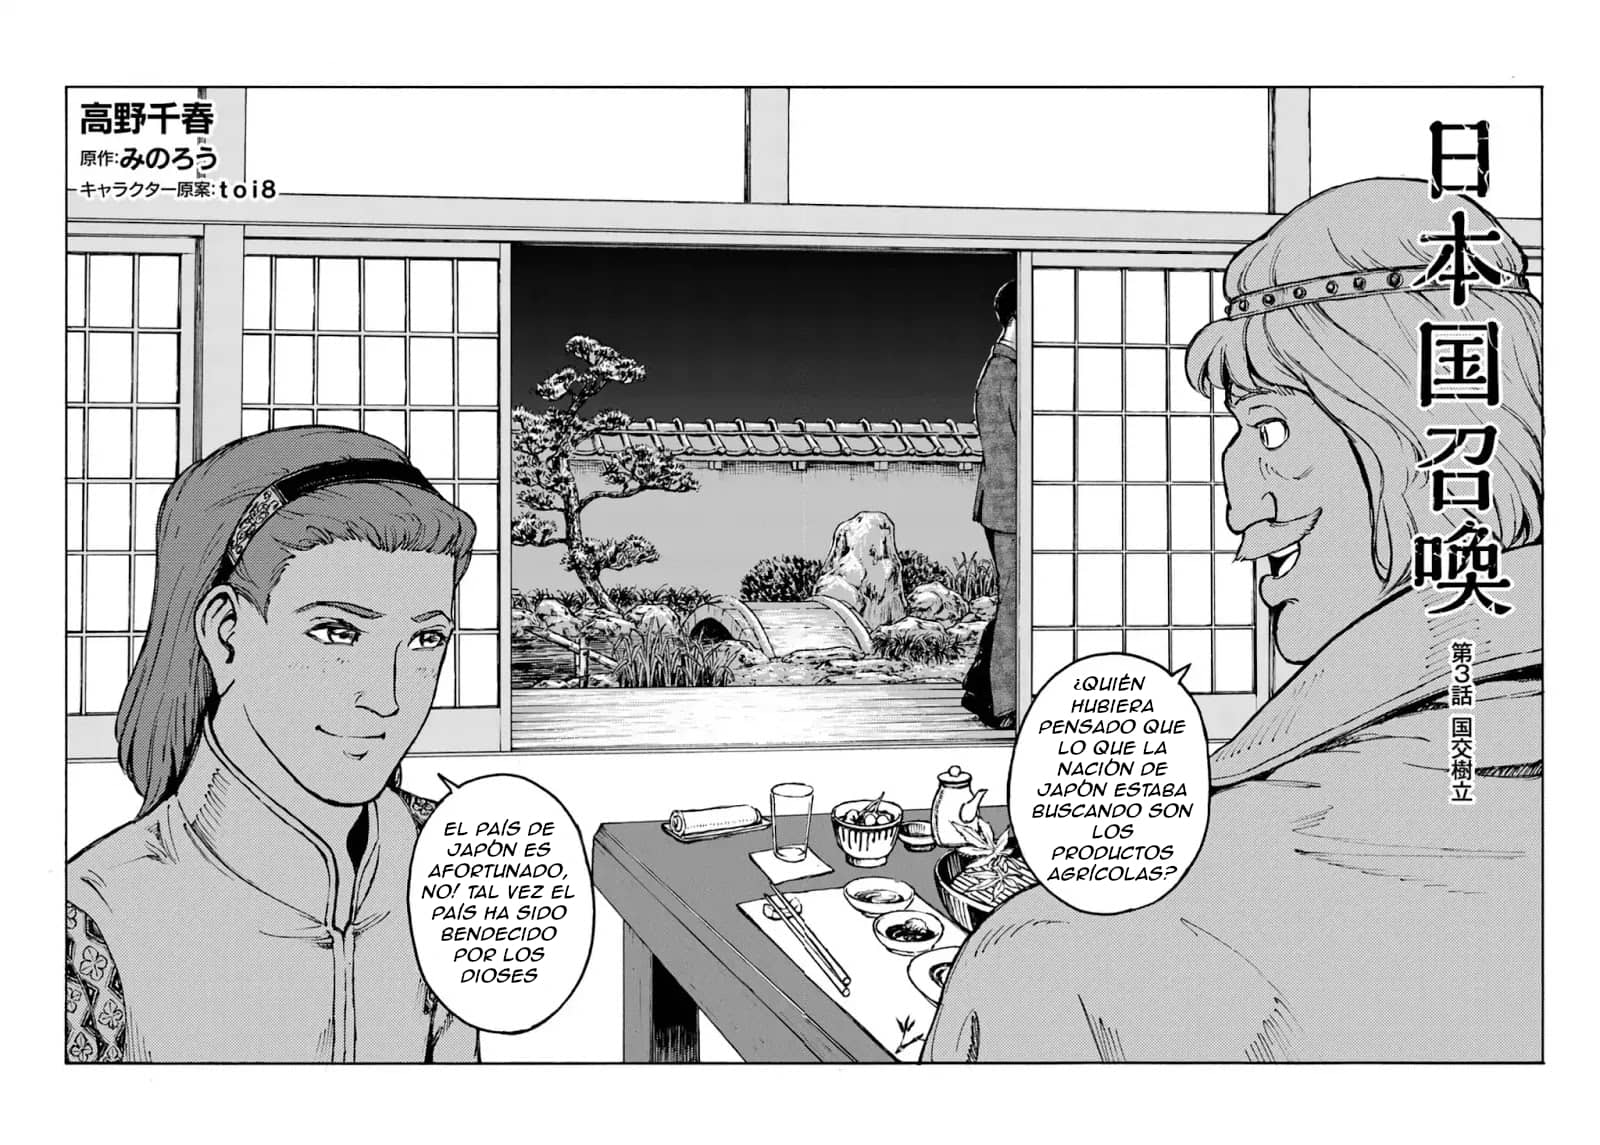 日本国召喚
第3話 国交樹立
高野千春
原作:みのろう
キャラクター原案:toi8
¿QUIÉN
HUBIERA
PENSADO QUE
LO QUE LA
NACIÓN DE
JAPÓN ESTABA
BUSCANDO SON
LOS
PRODUCTOS
AGRÍCOLAS?
EL PAÍS DE
JAPÓN ES
AFORTUNADO,
NO! TAL VEZ EL
PAÍS HA SIDO
BENDECIDO
POR LOS
DIOSES